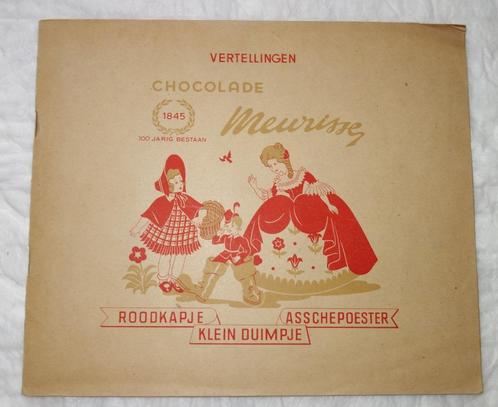 VERTELLINGEN
CHOCOLADE
1845
Meurisse
100 JARIG BESTAAN
ROODKAPJE
ASSCHEPOESTER
KLEIN DUIMPJE